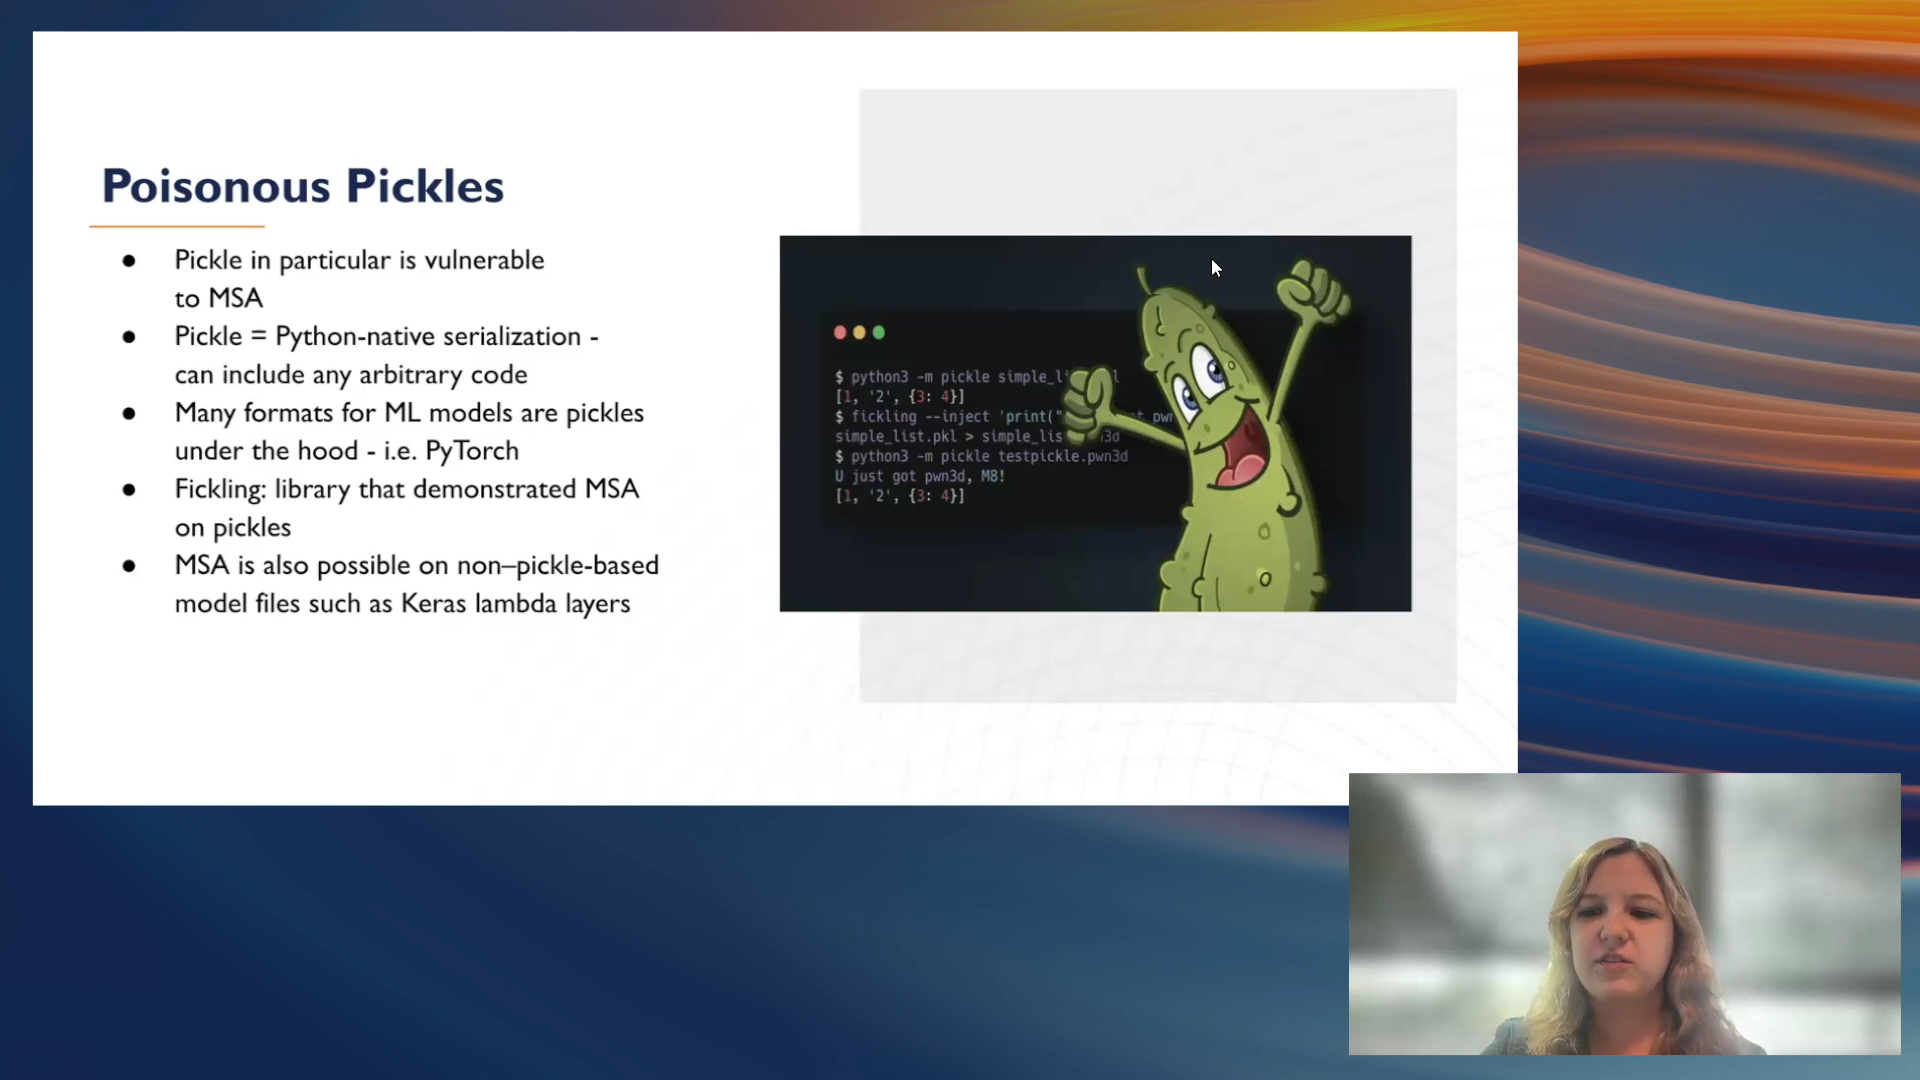 Poisonous Pickles
● Pickle in particular is vulnerable
to MSA
● Pickle = Python-native serialization -
can include any arbitrary code
● Many formats for ML models are pickles
under the hood - i.e. PyTorch
● Fickling: library that demonstrated MSA
on pickles
● MSA is also possible on non–pickle-based
model files such as Keras lambda layers
$ python3 -m pickle
[1, '2', {3: 4}]
$ fickling --inject 'print("
simple_list.pkl >
$ python3 -m pickle testpickle.pwn3d
U just got pwn3d, M8!
[1, '2', {3: 4}]